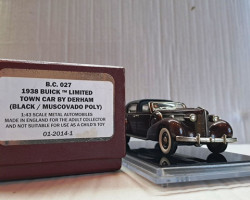 B.C. 027
1938 BUICK ™ LIMITED
TOWN CAR BY DERHAM
(BLACK / MUSCOVADO POLY)
1:43 SCALE METAL AUTOMOBILES
MADE IN ENGLAND FOR THE ADULT COLLECTOR
AND NOT SUITABLE FOR USE AS A CHILD'S TOY
01-2014-1